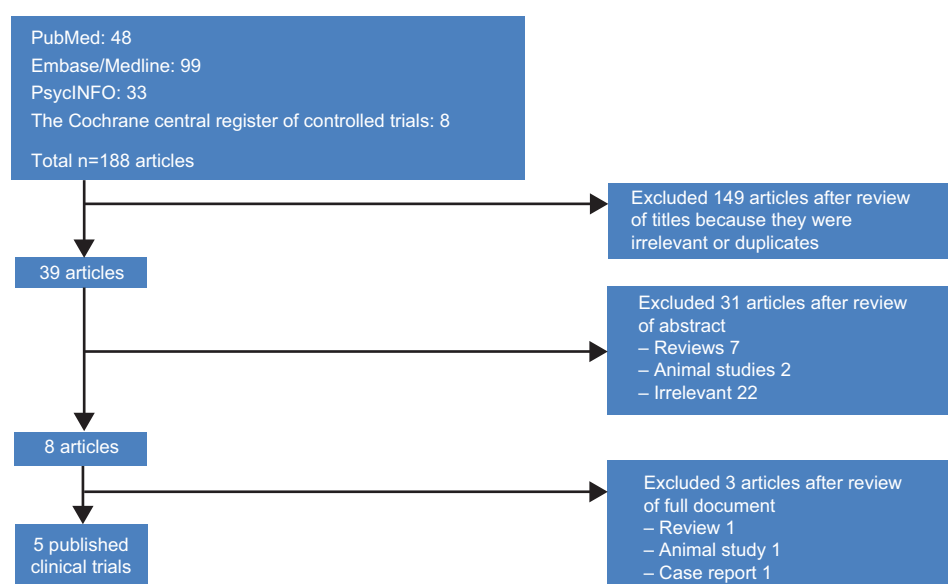 PubMed: 48
Embase/Medline: 99
PsycINFO: 33
The Cochrane central register of controlled trials: 8
Total n=188 articles
Excluded 149 articles after review
of titles because they were
irrelevant or duplicates
39 articles
Excluded 31 articles after review
of abstract
– Reviews 7
– Animal studies 2
– Irrelevant 22
8 articles
Excluded 3 articles after review
of full document
– Review 1
– Animal study 1
– Case report 1
5 published
clinical trials